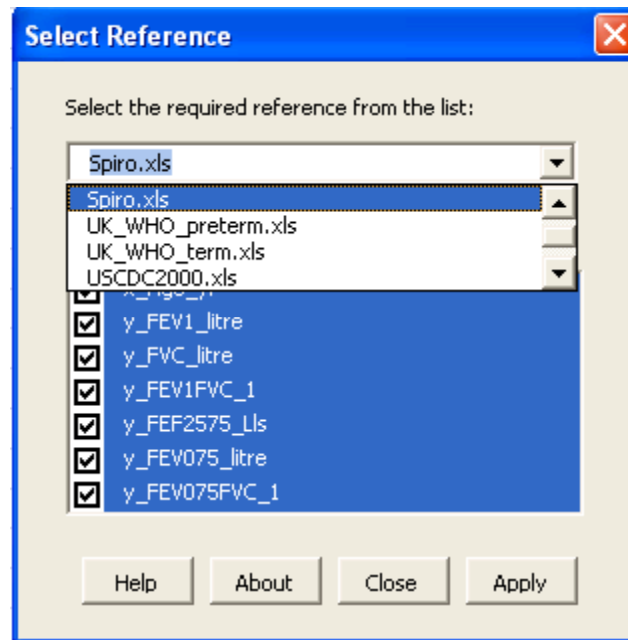 Select Reference
Select the required reference from the list:
Spiro.xls
Spiro.xls
UK_WHO_preterm.xls
UK_WHO_term.xls
USCDC2000.xls
y_FEV1_litre
y_FVC_litre
y_FEV1FVC_1
y_FEF2575_Lls
y_FEV075_litre
y_FEV075FVC_1
Help About Close Apply